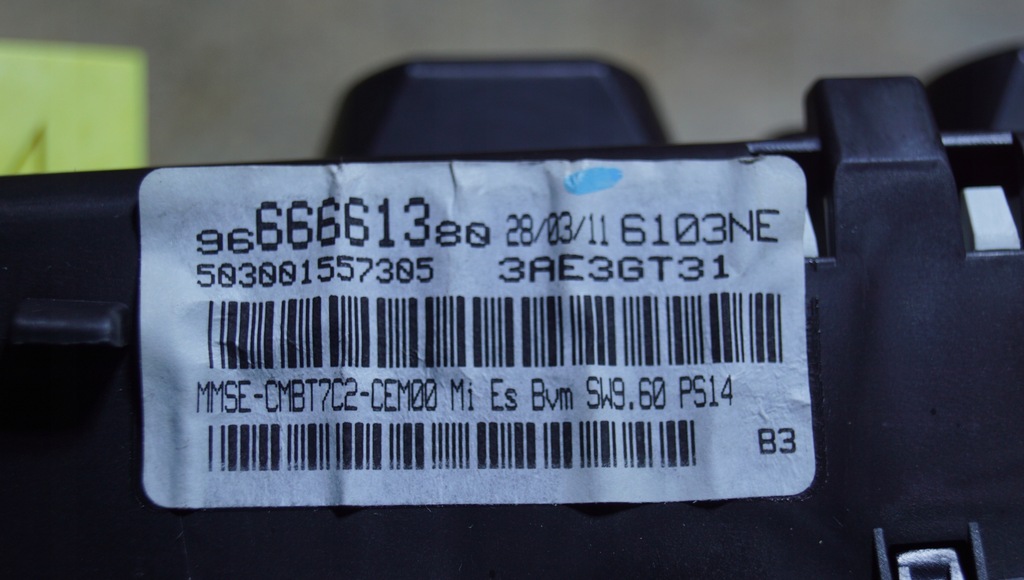 9666661380 28/03/11 6103NE
503001557305 3AE3GT31
MMSE-CMBT7C2-CEM00 Mi Es Bvm SW9.60 PS14
B3